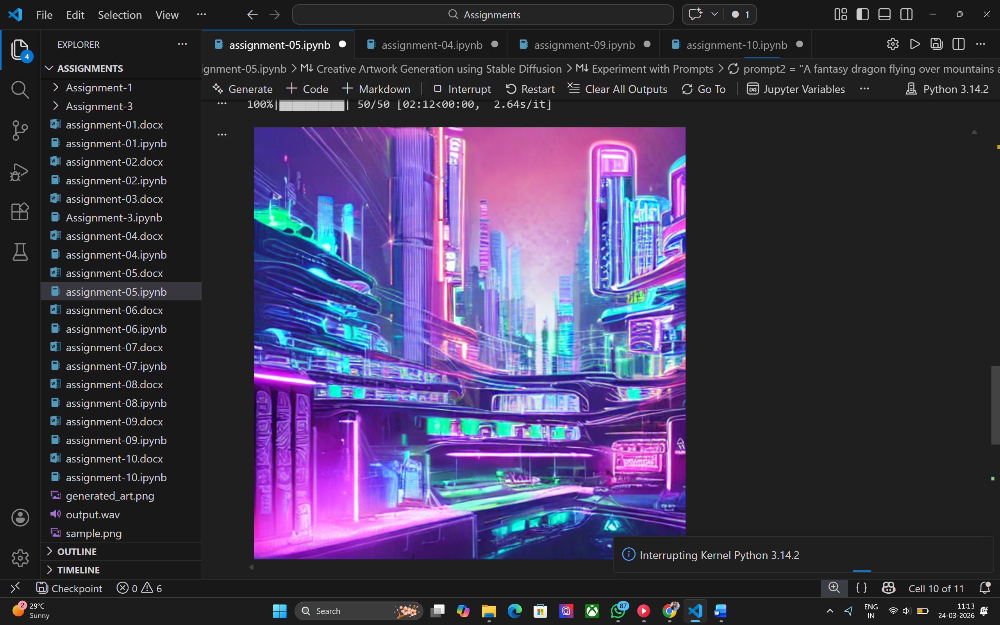 File Edit Selection View ··· Assignments 1
EXPLORER ···
4
ASSIGNMENTS
Assignment-1
Assignment-3
assignment-01.docx
assignment-01.ipynb
assignment-02.docx
assignment-02.ipynb
assignment-03.docx
Assignment-3.ipynb
assignment-04.docx
assignment-04.ipynb
assignment-05.docx
assignment-05.ipynb
assignment-06.docx
assignment-06.ipynb
assignment-07.docx
assignment-07.ipynb
assignment-08.docx
assignment-08.ipynb
assignment-09.docx
assignment-09.ipynb
assignment-10.docx
assignment-10.ipynb
generated_art.png
output.wav
sample.png
OUTLINE
TIMELINE
assignment-05.ipynb assignment-04.ipynb assignment-09.ipynb assignment-10.ipynb
ignment-05.ipynb > M↓ Creative Artwork Generation using Stable Diffusion > M↓ Experiment with Prompts > prompt2 = "A fantasy dragon flying over mountains a
Generate + Code + Markdown | Interrupt Restart Clear All Outputs Go To | Jupyter Variables ··· Python 3.14.2
100%|██████████| 50/50 [02:12<00:00, 2.64s/it]
Interrupting Kernel Python 3.14.2
Checkpoint 0 6 { } Cell 10 of 11
2 29°C
Sunny
Search
87
ENG
IN
11:13
24-03-2026